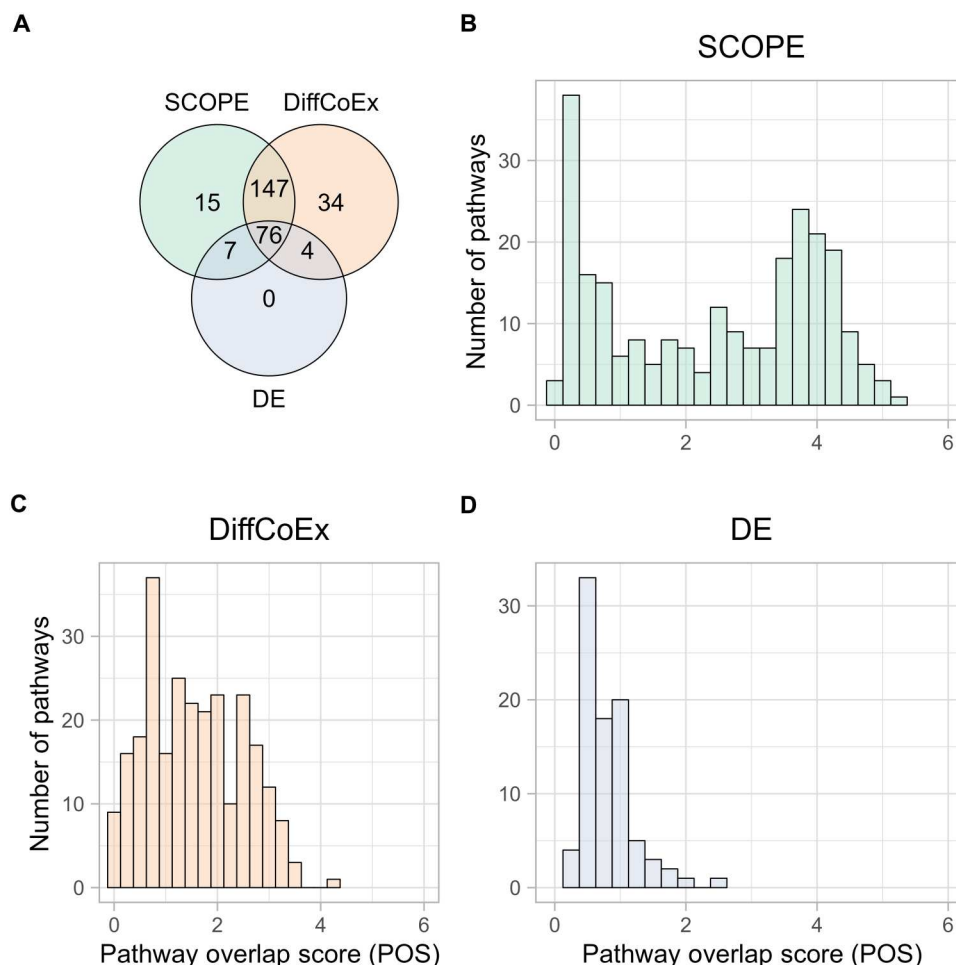 A
SCOPE DiffCoEx
15 147 34
7 76 4
0
DE
B
SCOPE
Number of pathways
30
20
10
0
0 2 4 6
C
DiffCoEx
Number of pathways
30
20
10
0
0 2 4 6
Pathway overlap score (POS)
D
DE
30
20
10
0
0 2 4 6
Pathway overlap score (POS)